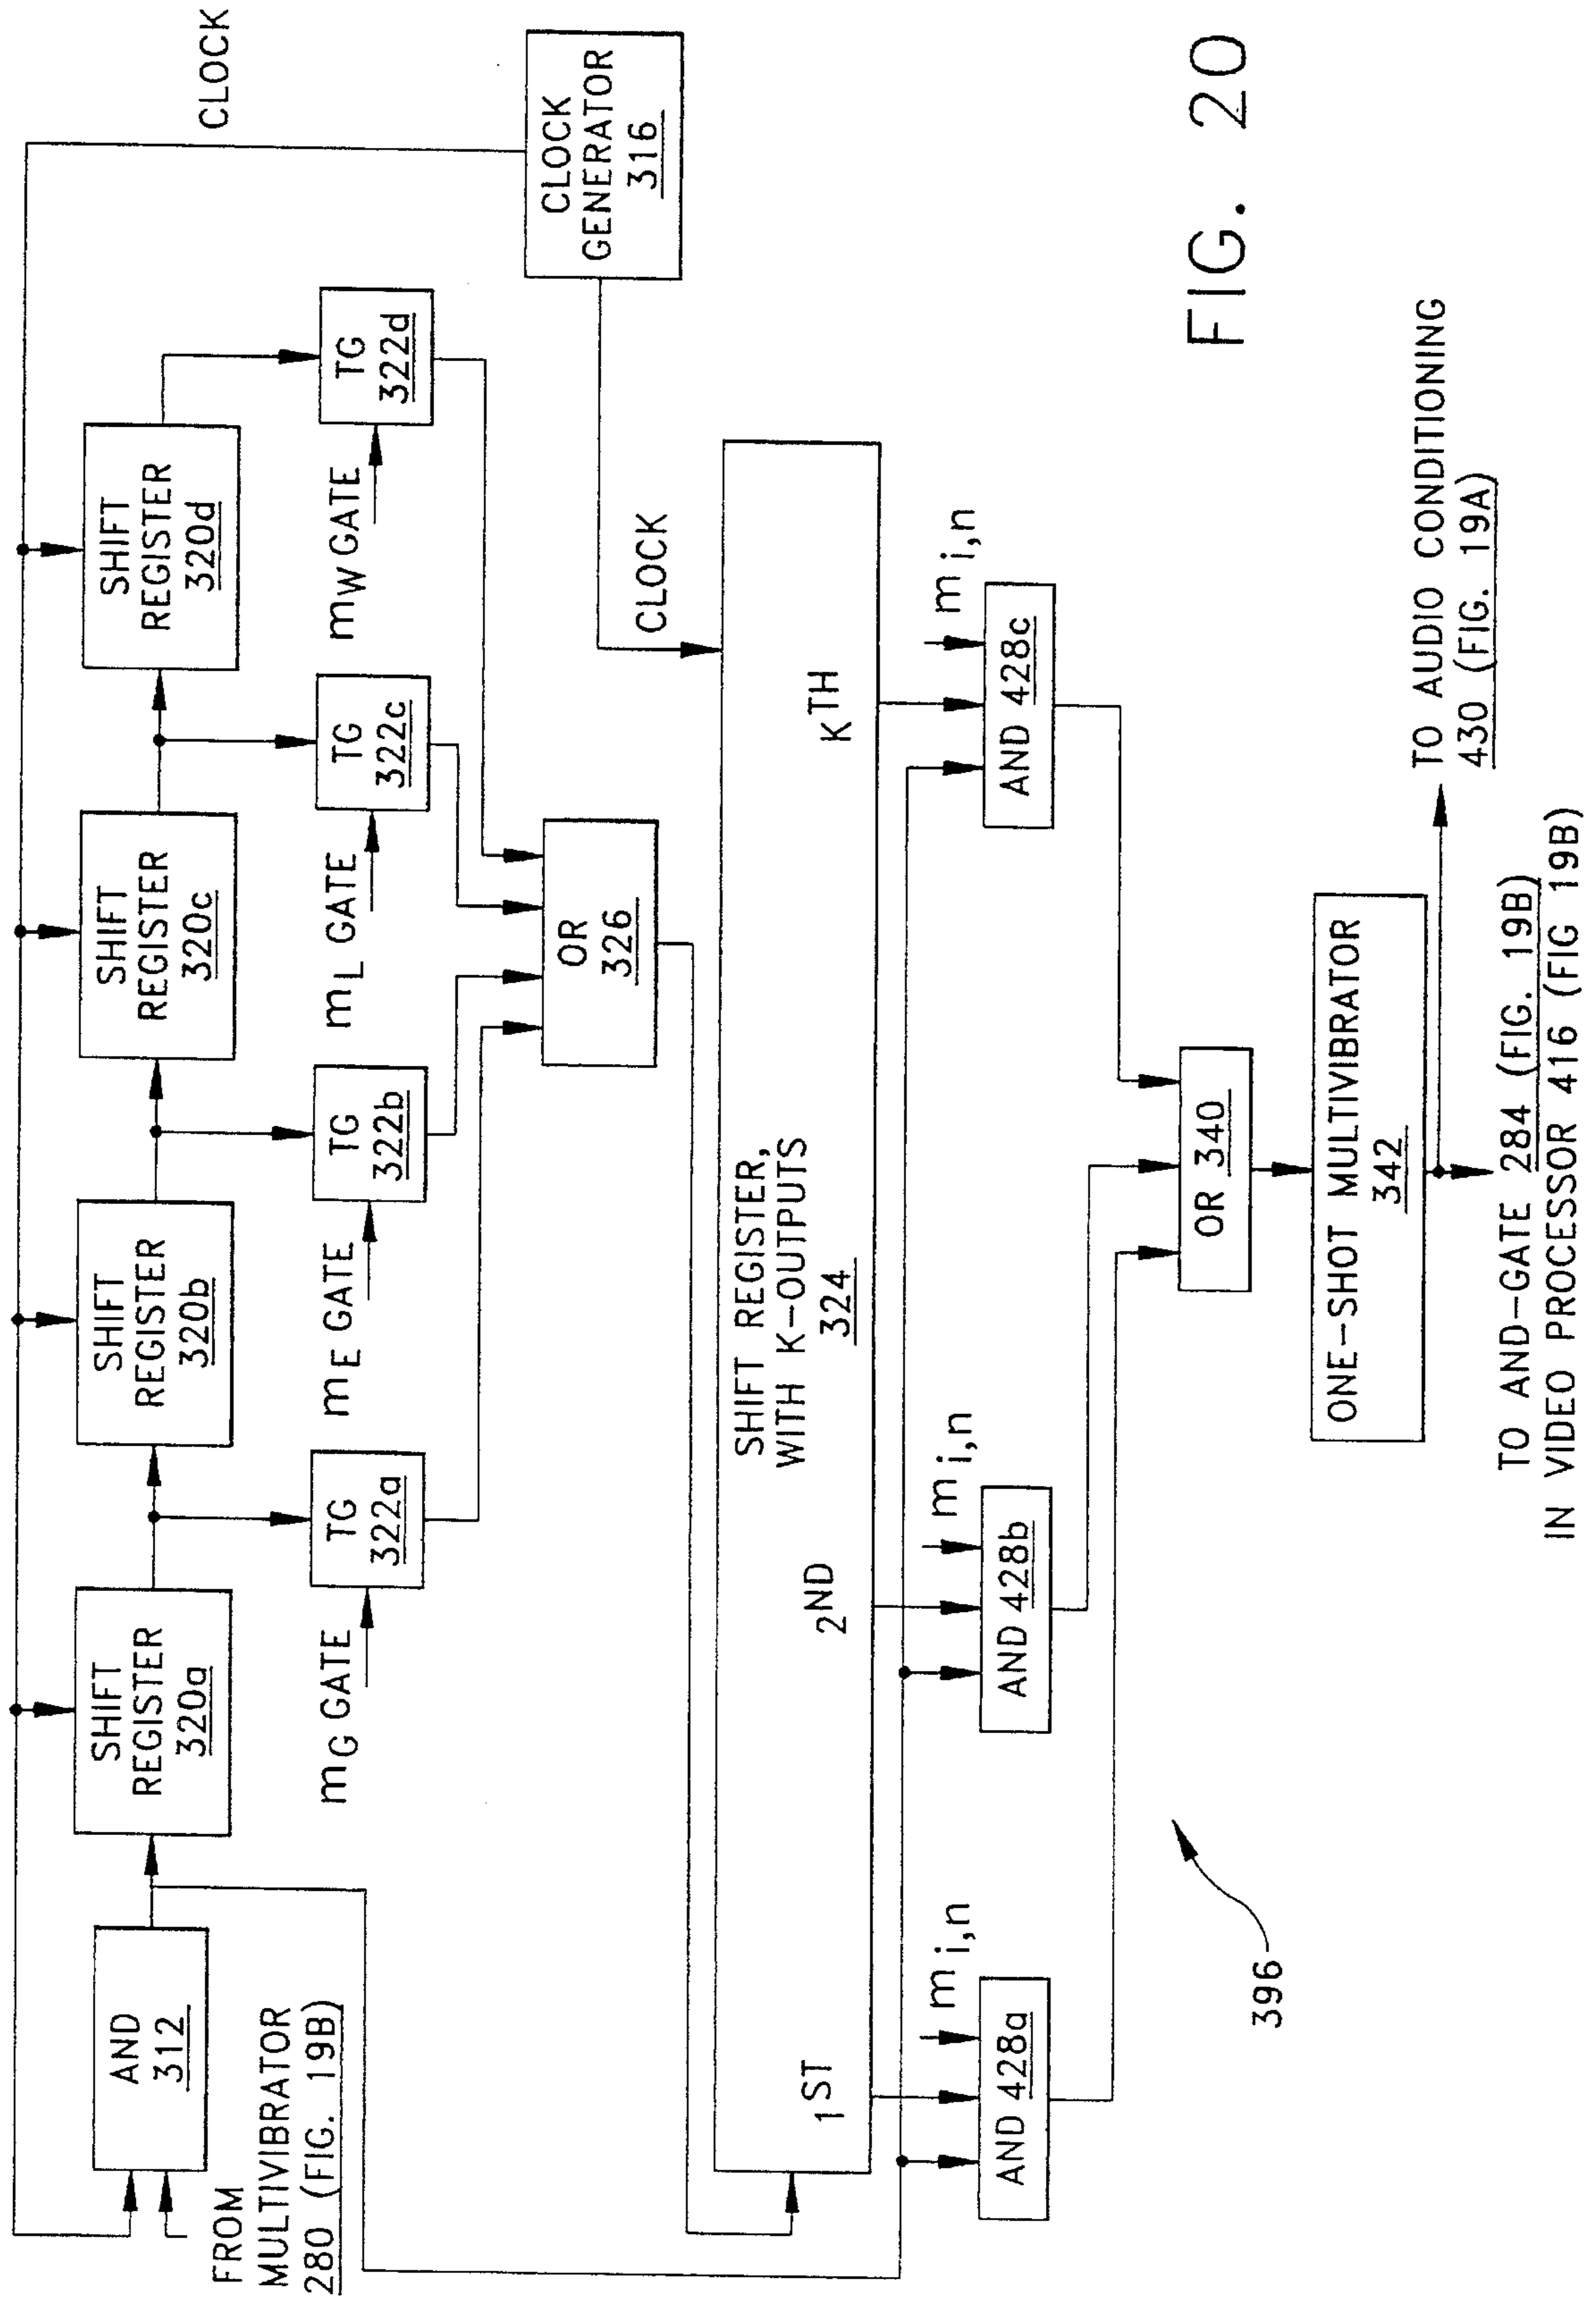 CLOCK
AND
312
SHIFT
REGISTER
320a
SHIFT
REGISTER
320b
SHIFT
REGISTER
320c
SHIFT
REGISTER
320d
FROM
MULTIVIBRATOR
280 (FIG. 19B)
mG GATE
TG
322a
mE GATE
TG
322b
mL GATE
TG
322c
mW GATE
TG
322d
CLOCK
GENERATOR
316
OR
326
CLOCK
SHIFT REGISTER,
WITH K-OUTPUTS
324
1ST
2ND
KTH
mi,n
mi,n
mi,n
AND 428a
AND 428b
AND 428c
396
OR 340
ONE-SHOT MULTIVIBRATOR
342
TO AUDIO CONDITIONING
430 (FIG. 19A)
TO AND-GATE 284 (FIG. 19B)
IN VIDEO PROCESSOR 416 (FIG 19B)
FIG. 20